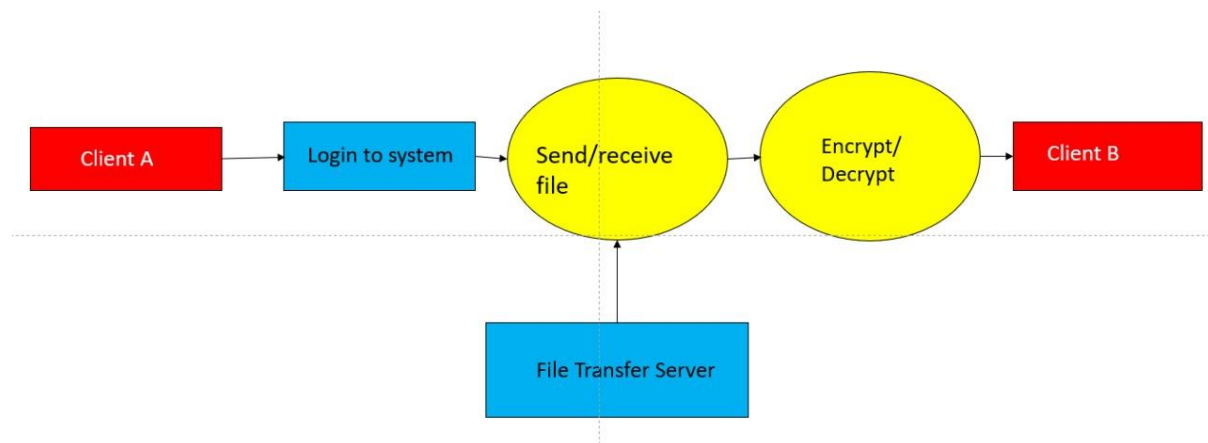 Client A
Login to system
Send/receive
file
Encrypt/
Decrypt
Client B
File Transfer Server